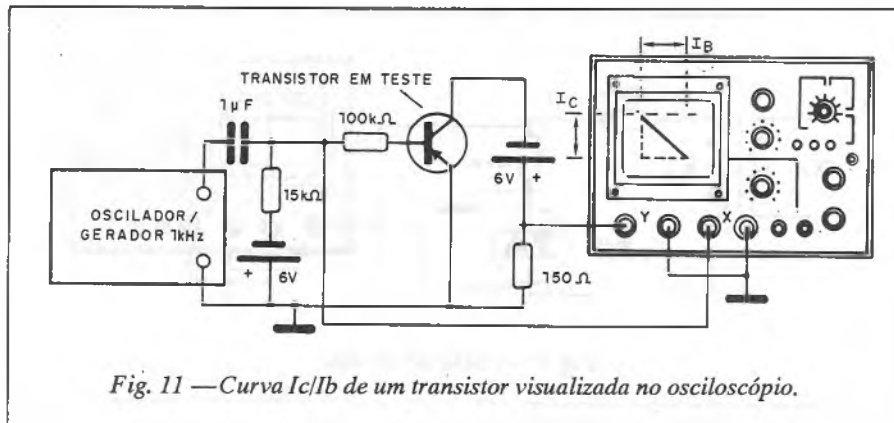 TRANSISTOR EM TESTE
1µF
100kΩ
15kΩ
OSCILADOR/
GERADOR 1kHz
+
6V
6V
+
150Ω
I_B
I_C
Y
X
Fig. 11 — Curva Ic/Ib de um transistor visualizada no osciloscópio.